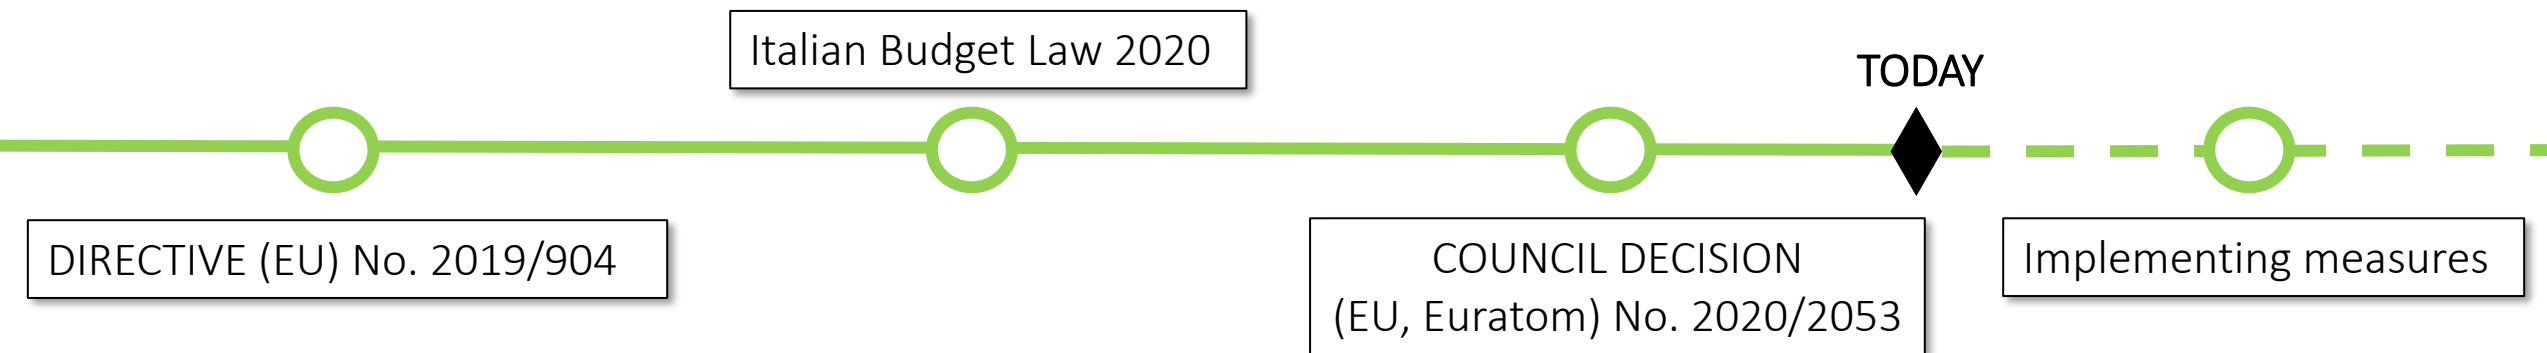 Italian Budget Law 2020
TODAY
DIRECTIVE (EU) No. 2019/904
COUNCIL DECISION
(EU, Euratom) No. 2020/2053
Implementing measures